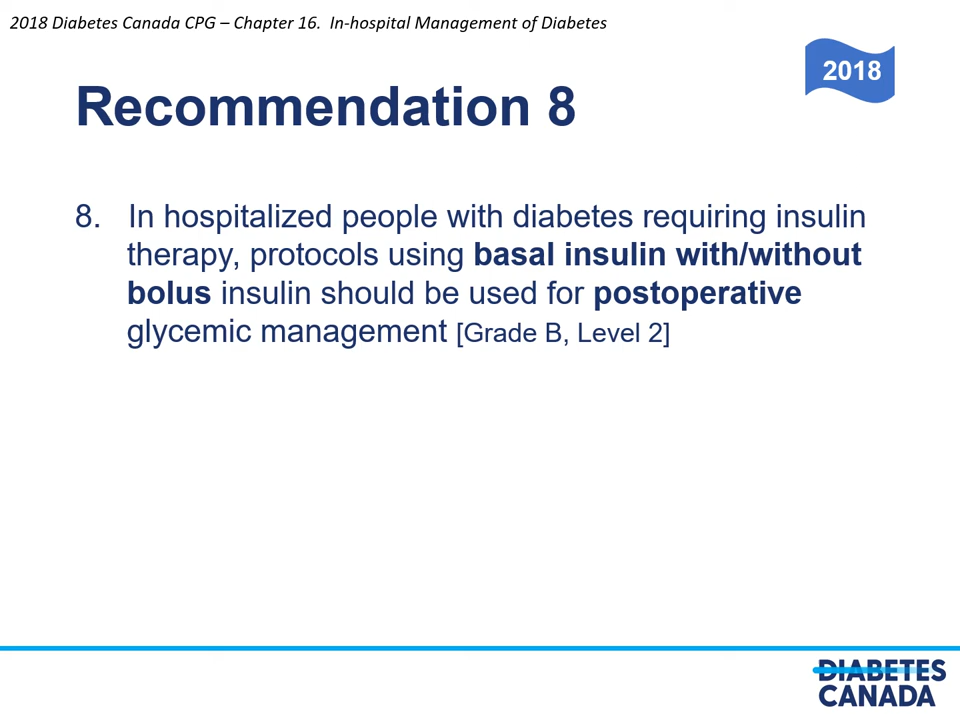 2018 Diabetes Canada CPG – Chapter 16. In-hospital Management of Diabetes
2018
Recommendation 8
8. In hospitalized people with diabetes requiring insulin
therapy, protocols using basal insulin with/without
bolus insulin should be used for postoperative
glycemic management [Grade B, Level 2]
DIABETES
CANADA